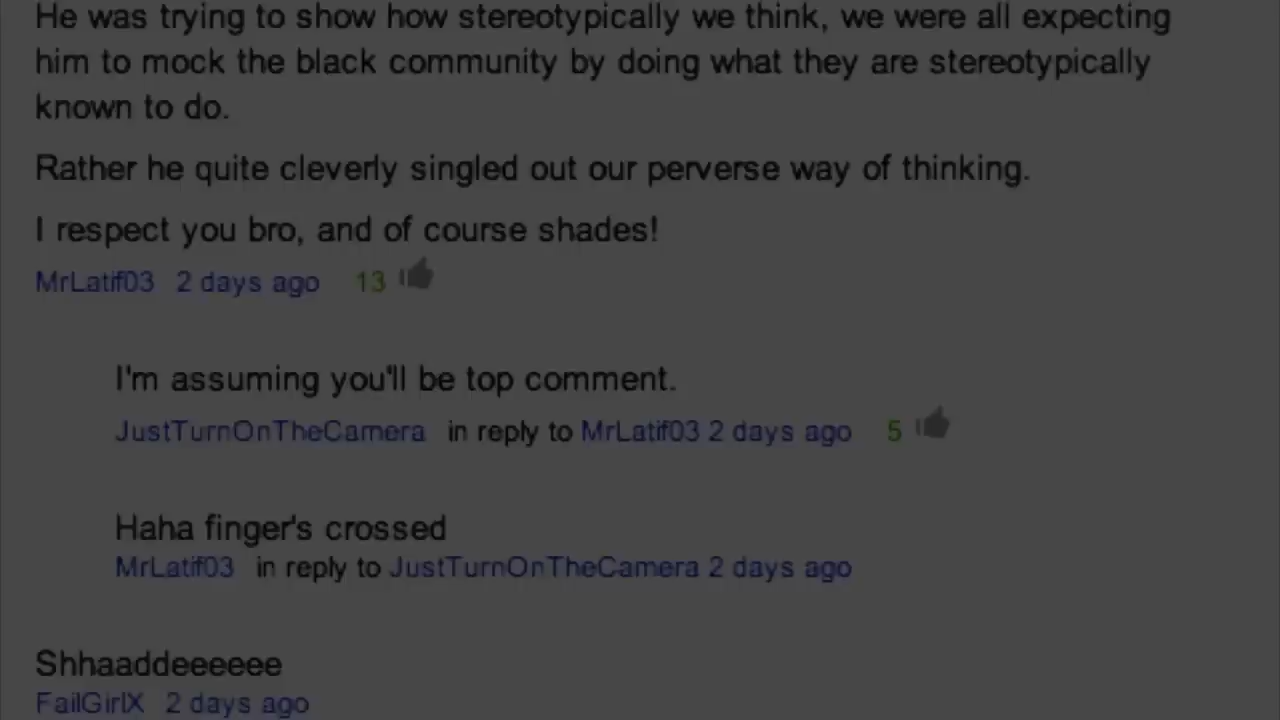 He was trying to show how stereotypically we think, we were all expecting
him to mock the black community by doing what they are stereotypically
known to do.
Rather he quite cleverly singled out our perverse way of thinking.
I respect you bro, and of course shades!
MrLatif03 2 days ago 13
I'm assuming you'll be top comment.
JustTurnOnTheCamera in reply to MrLatif03 2 days ago 5
Haha finger's crossed
MrLatif03 in reply to JustTurnOnTheCamera 2 days ago
Shhaaddeeeeee
FailGirlX 2 days ago